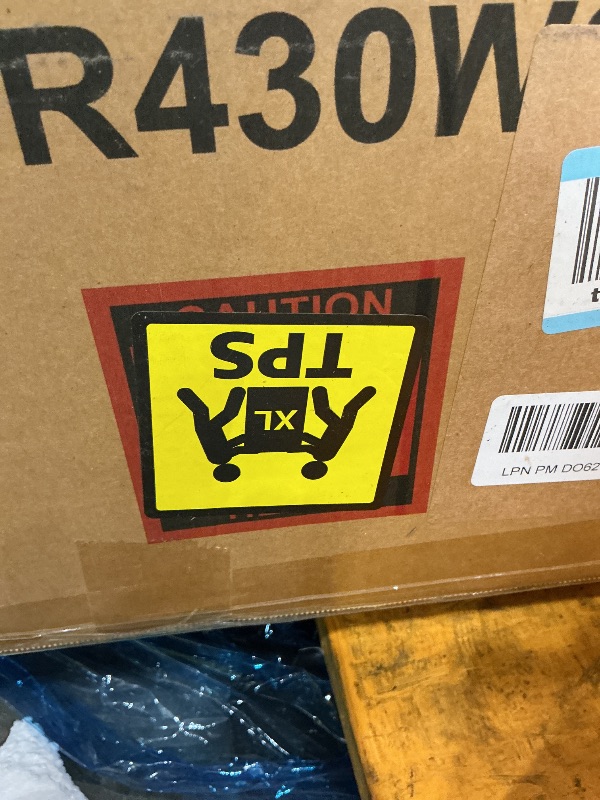 R430W
CAUTION
TPS
XL
t
LPN PM DO62